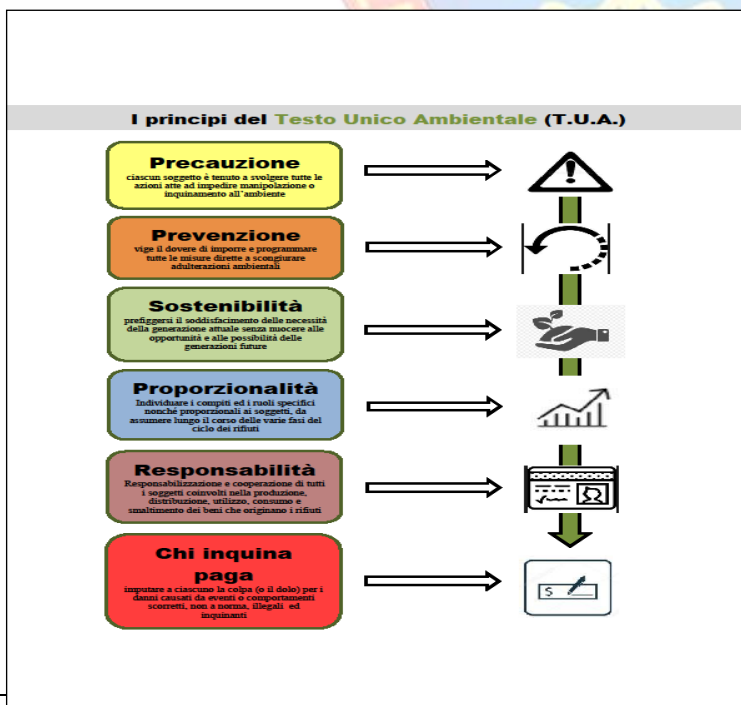 I principi del Testo Unico Ambientale (T.U.A.)
Precauzione
ciascun soggetto è tenuto a svolgere tutte le
azioni atte ad impedire manipolazione o
inquinamento all'ambiente
Prevenzione
vige il dovere di imporre e programmare
tutte le misure dirette a scongiurare
adulterazioni ambientali
Sostenibilità
prefiggersi il soddisfacimento delle necessità
della generazione attuale senza nuocere alle
opportunità e alle possibilità delle
generazioni future
Proporzionalità
Individuare i compiti ed i ruoli specifici
nonché proporzionali ai soggetti, da
assumere lungo il corso delle varie fasi del
ciclo dei rifiuti
Responsabilità
Responsabilizzazione e cooperazione di tutti
i soggetti coinvolti nella produzione,
distribuzione, utilizzo, consumo e
smaltimento dei beni che originano i rifiuti
Chi inquina
paga
imputare a ciascuno la colpa (o il dolo) per i
danni causati da eventi o comportamenti
scorretti, non a norma, illegali ed
inquinanti
$